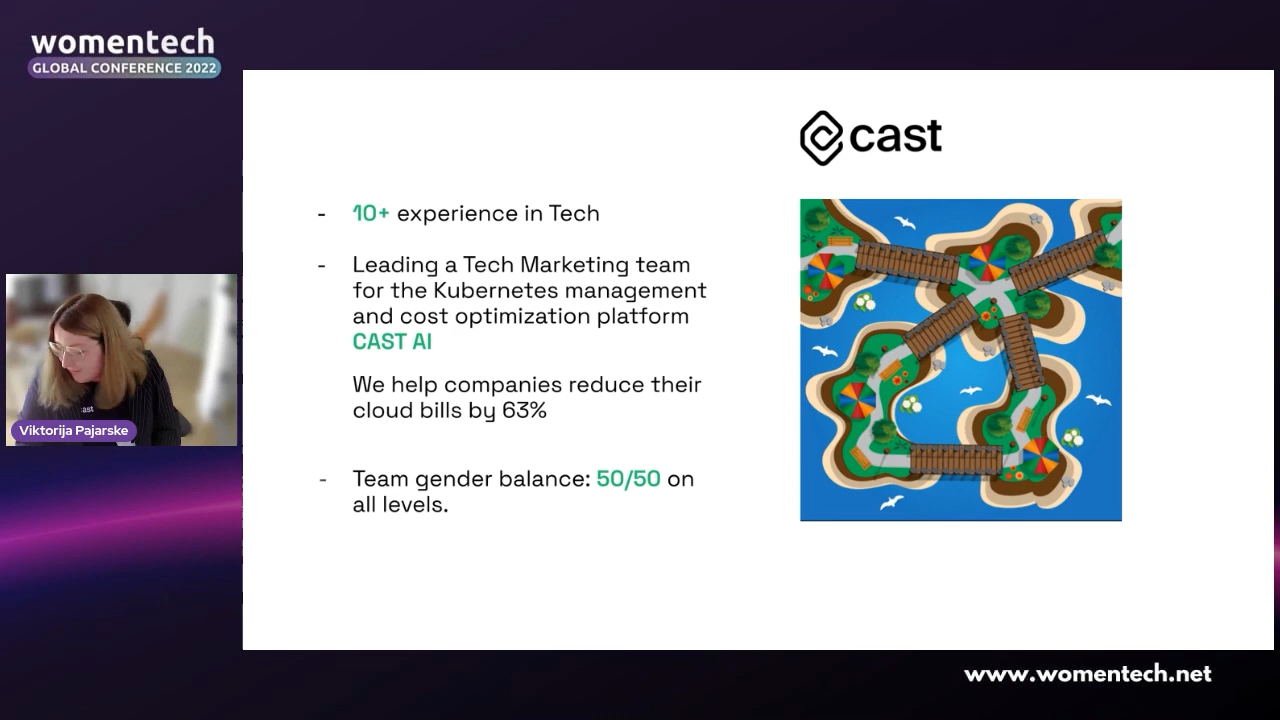 womentech
GLOBAL CONFERENCE 2022
cast
- 10+ experience in Tech
- Leading a Tech Marketing team
for the Kubernetes management
and cost optimization platform
CAST AI
We help companies reduce their
cloud bills by 63%
- Team gender balance: 50/50 on
all levels.
cast
Viktorija Pajarske
www.womentech.net